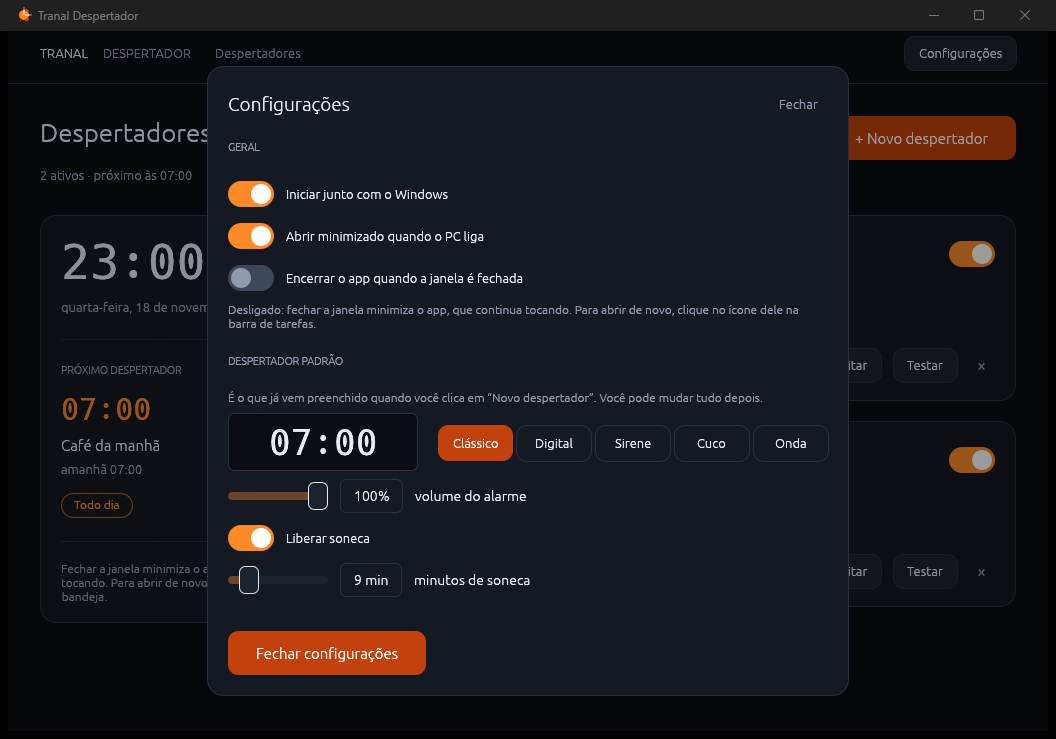 Tranal Despertador
TRANAL DESPERTADOR Despertadores
Configurações
Despertadores
2 ativos · próximo às 07:00
+ Novo despertador
23:00
quarta-feira, 18 de novem
PRÓXIMO DESPERTADOR
07:00
Café da manhã
amanhã 07:00
Todo dia
Fechar a janela minimiza o a
tocando. Para abrir de novo
bandeja.
Configurações
Fechar
GERAL
Iniciar junto com o Windows
Abrir minimizado quando o PC liga
Encerrar o app quando a janela é fechada
Desligado: fechar a janela minimiza o app, que continua tocando. Para abrir de novo, clique no ícone dele na
barra de tarefas.
DESPERTADOR PADRÃO
É o que já vem preenchido quando você clica em “Novo despertador”. Você pode mudar tudo depois.
07:00
Clássico Digital Sirene Cuco Onda
100% volume do alarme
Liberar soneca
9 min minutos de soneca
Fechar configurações
itar Testar ×
itar Testar ×